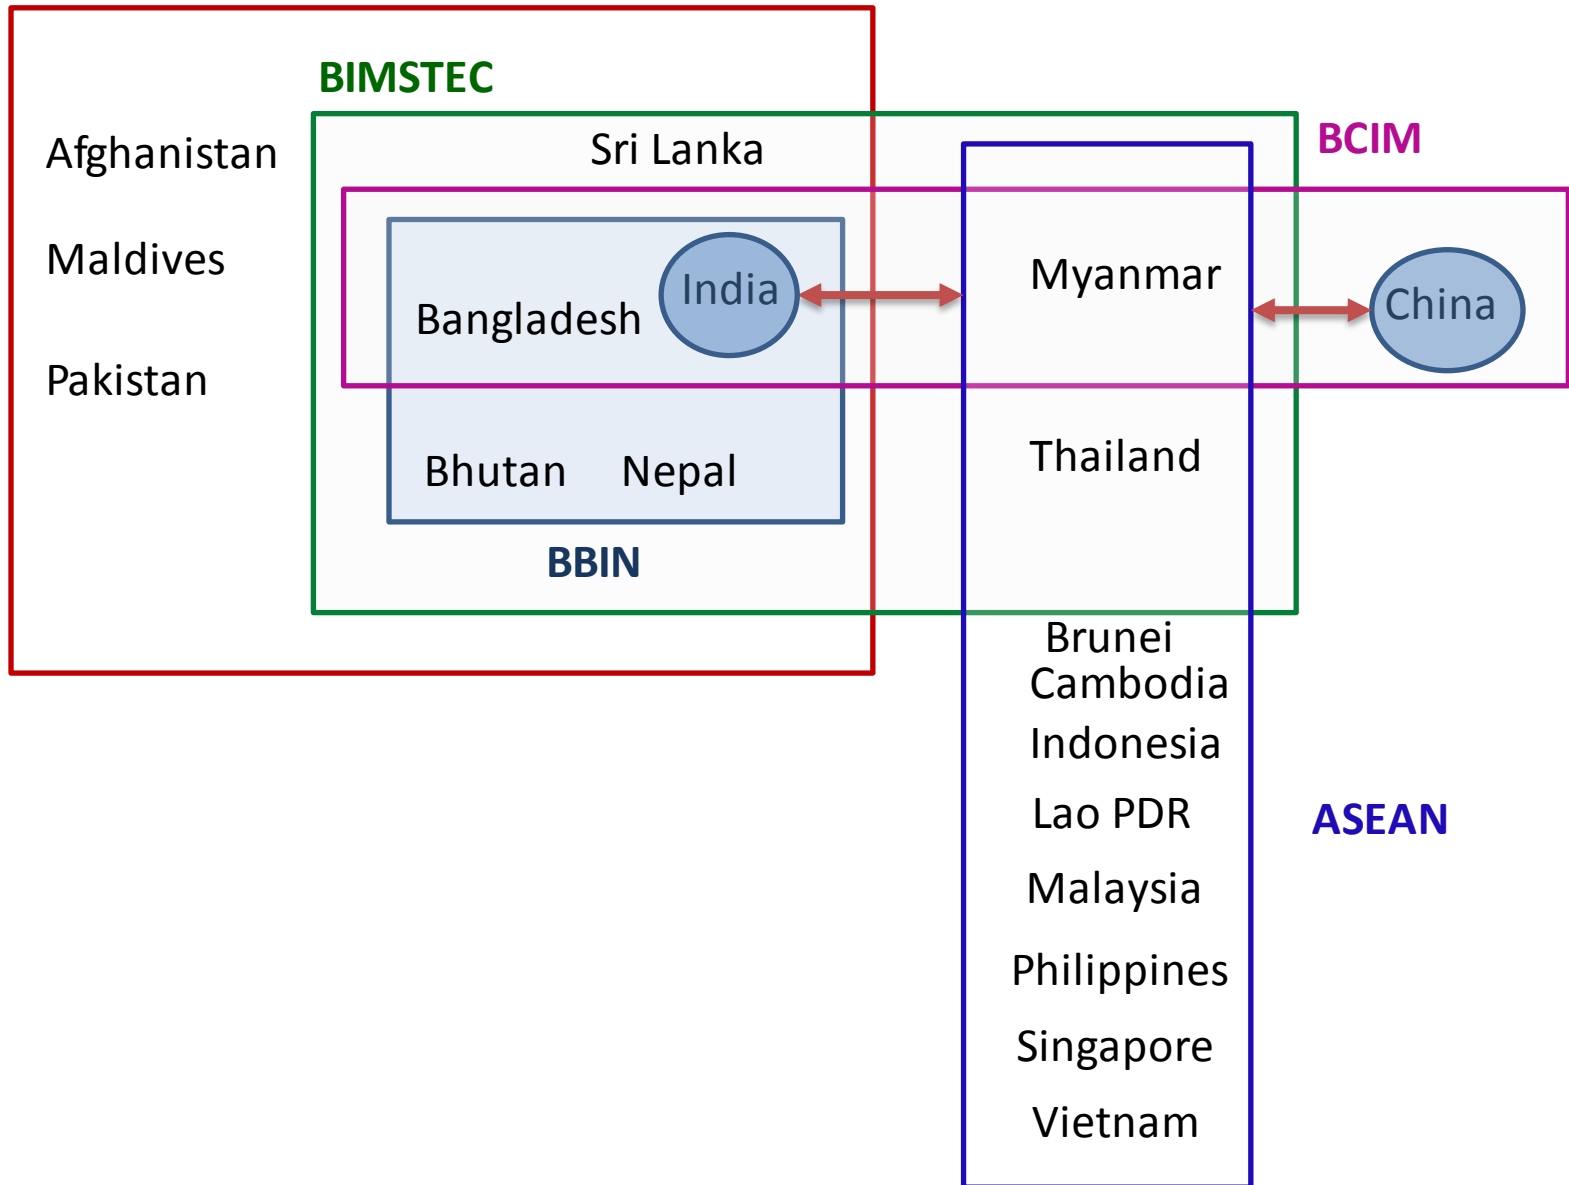 BIMSTEC
BCIM
Afghanistan
Sri Lanka
Maldives
India
Myanmar
China
Bangladesh
Pakistan
Thailand
Bhutan
Nepal
BBIN
Brunei
Cambodia
Indonesia
Lao PDR
ASEAN
Malaysia
Philippines
Singapore
Vietnam